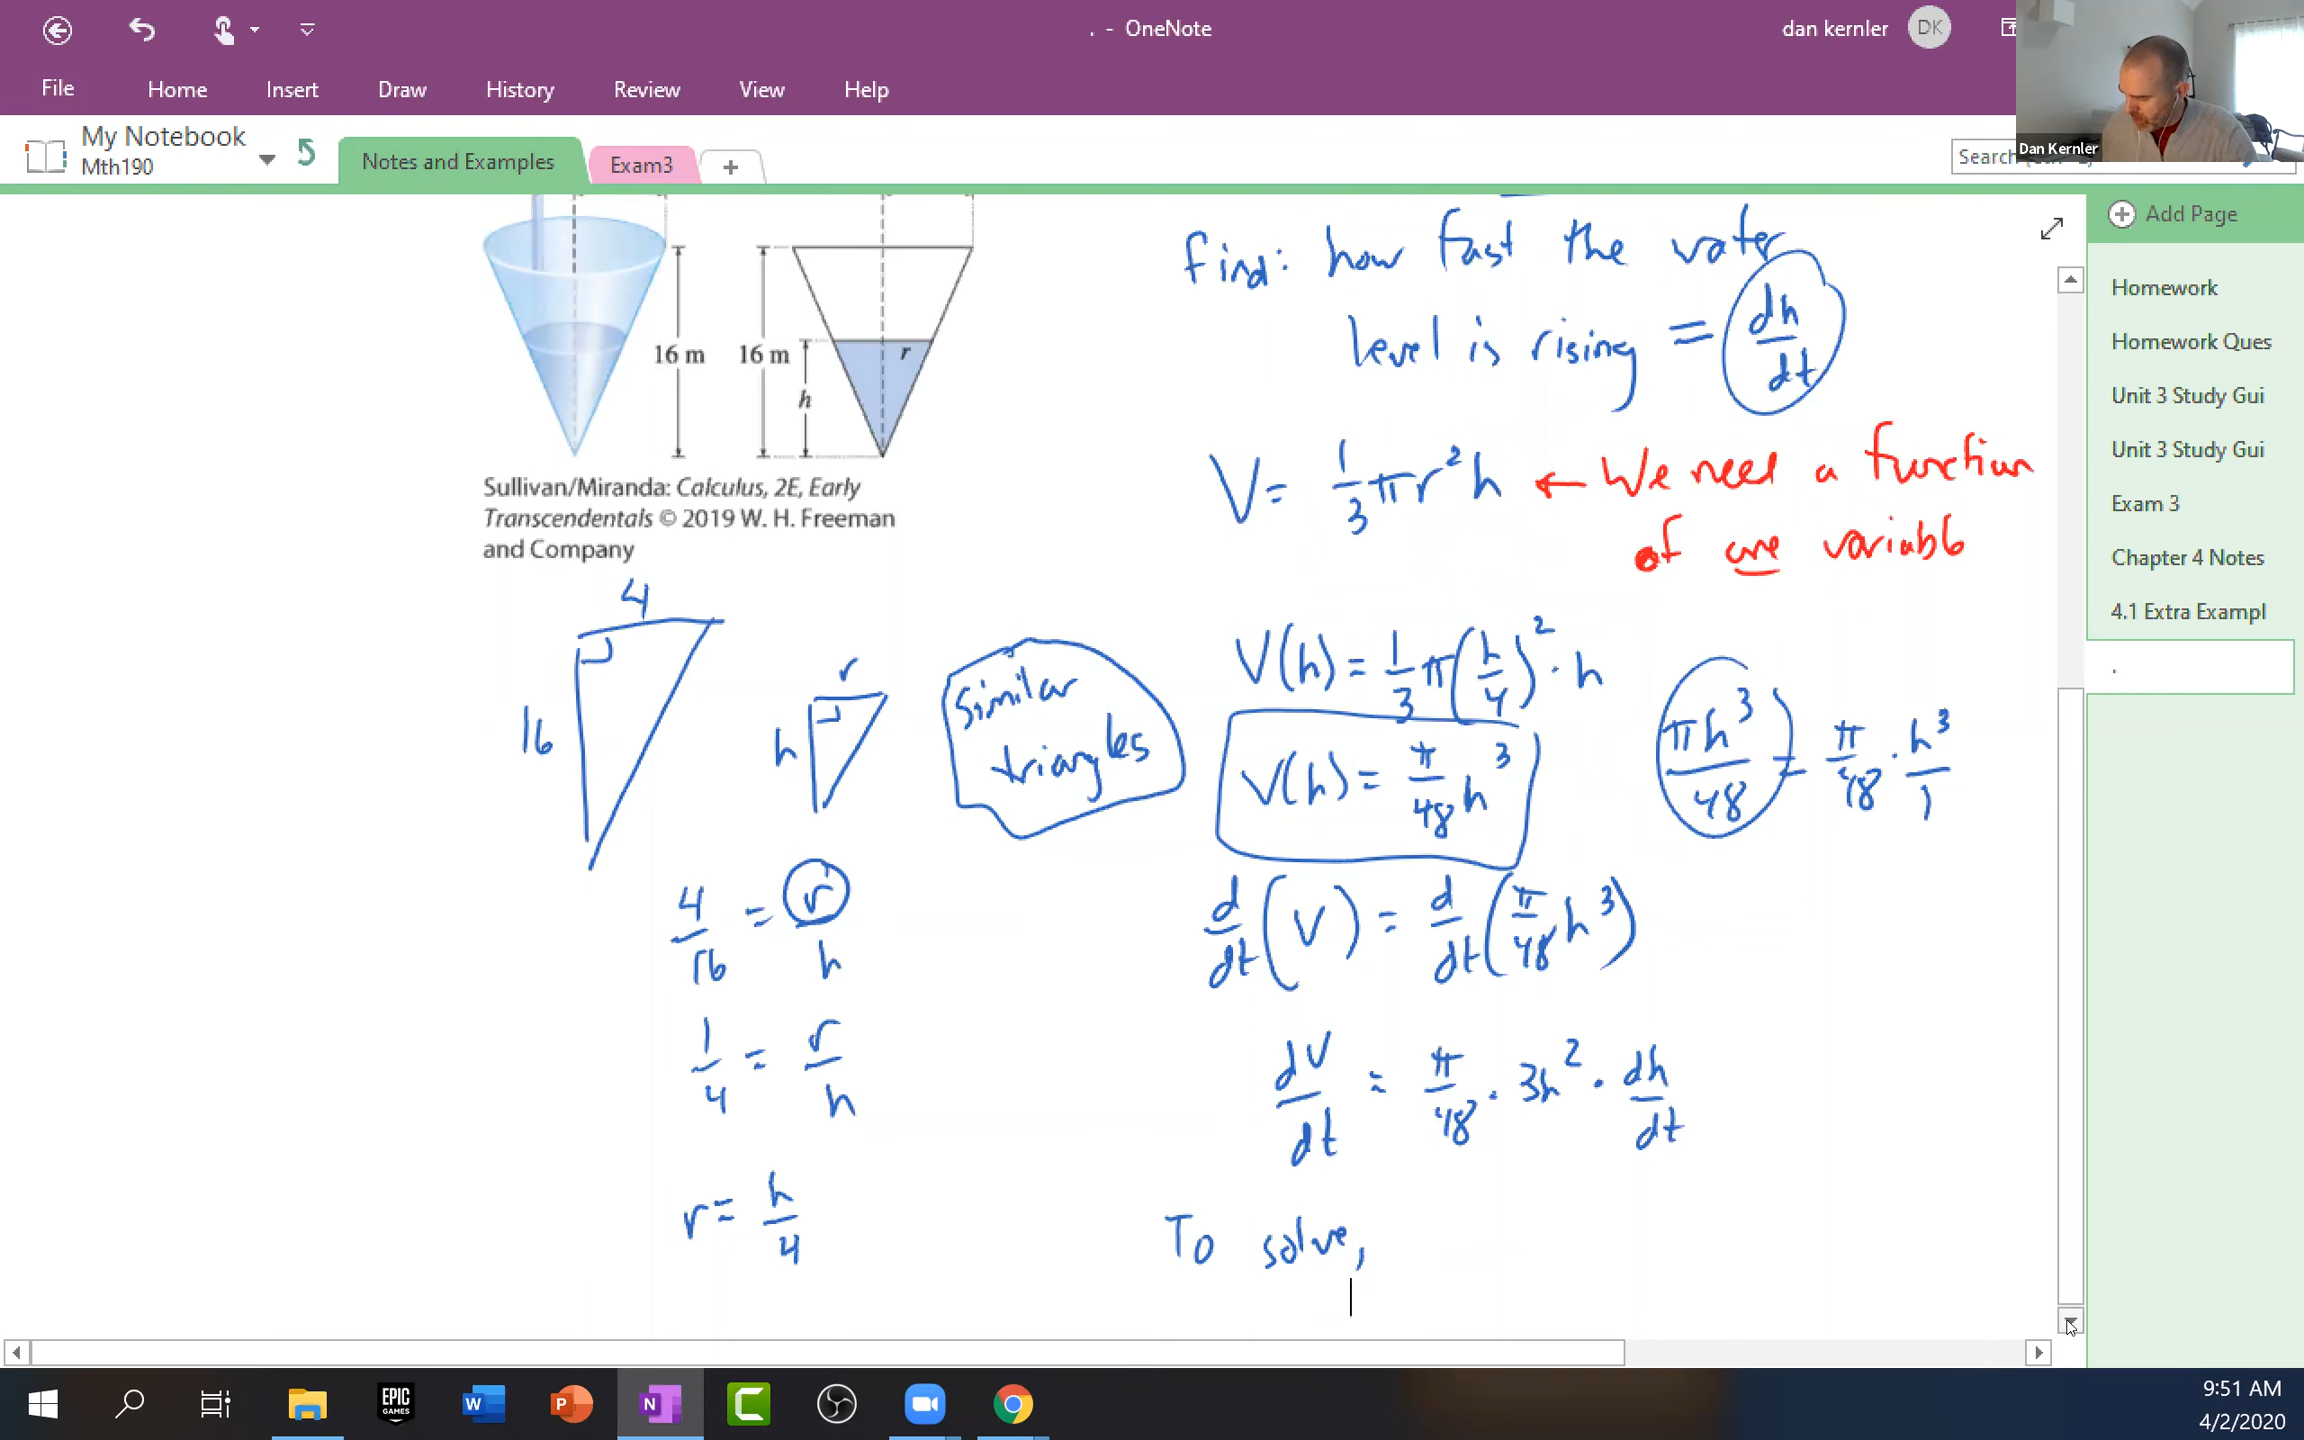 . - OneNote
dan kernler
DK
File
Home
Insert
Draw
History
Review
View
Help
My Notebook
Mth190
Notes and Examples
Exam3
+
Search
Dan Kernler
Add Page
Homework
Homework Ques
Unit 3 Study Gui
Unit 3 Study Gui
Exam 3
Chapter 4 Notes
4.1 Extra Exampl
.
16 m
16 m
h
r
Sullivan/Miranda: Calculus, 2E, Early
Transcendentals © 2019 W. H. Freeman
and Company
find: how fast the water
level is rising = dh/dt
V = 1/3 πr²h ← We need a function
of one variable
4
16
r
h
Similar
triangles
4/16 = r/h
1/4 = r/h
r = h/4
V(h) = 1/3 π(h/4)² · h
V(h) = π/48 h³
πh³/48 = π/48 · h³/1
d/dt (V) = d/dt (π/48 h³)
dV/dt = π/48 · 3h² · dh/dt
To solve,
EPIC
GAMES
W
P
N
C
9:51 AM
4/2/2020